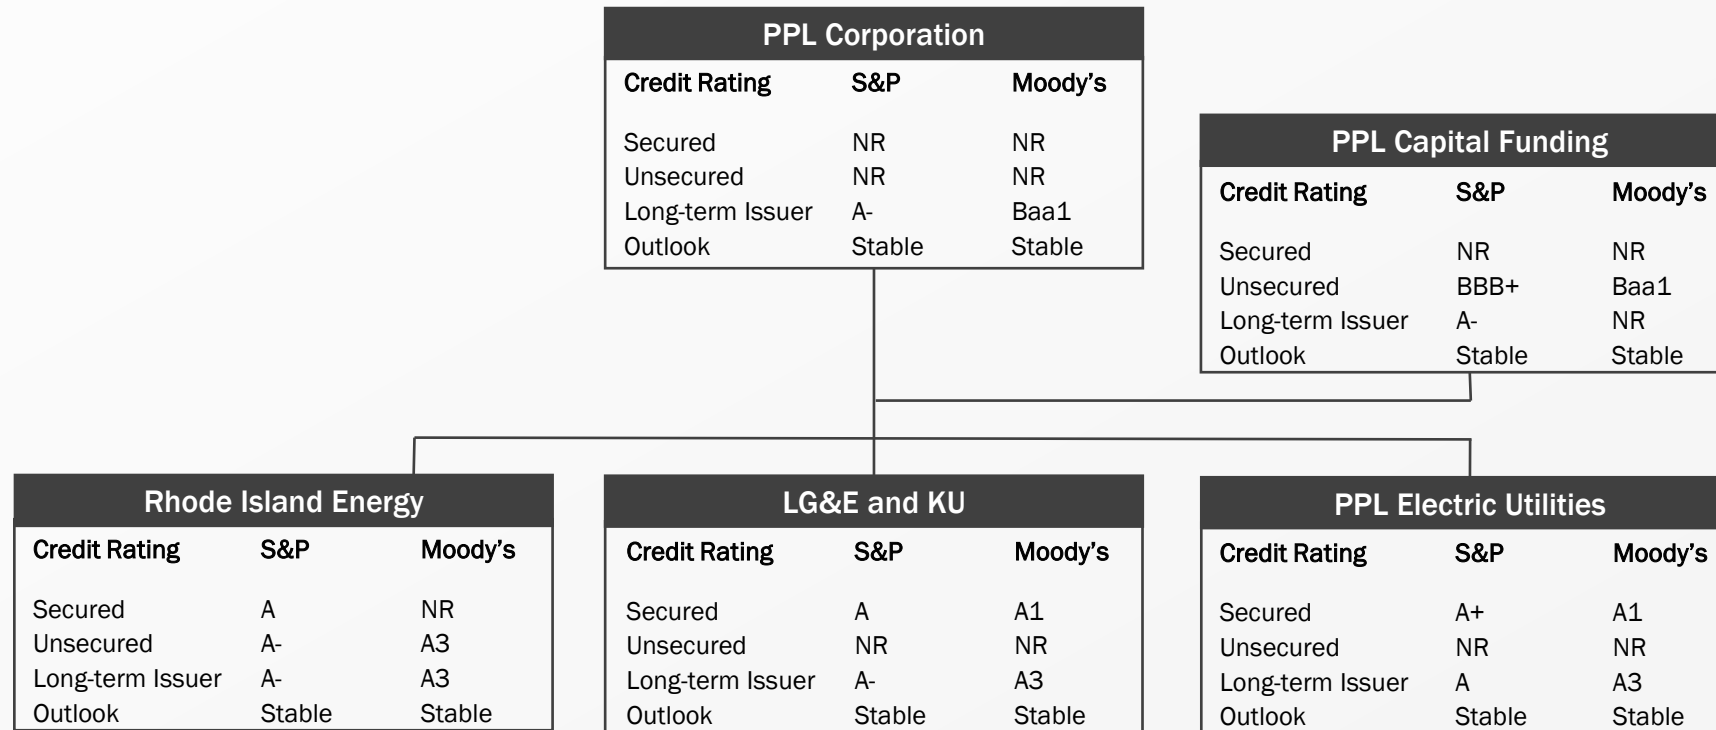 PPL Corporation
Credit Rating S&P Moody's
Secured NR NR
Unsecured NR NR
Long-term Issuer A- Baa1
Outlook Stable Stable
PPL Capital Funding
Credit Rating S&P Moody's
Secured NR NR
Unsecured BBB+ Baa1
Long-term Issuer A- NR
Outlook Stable Stable
Rhode Island Energy
Credit Rating S&P Moody's
Secured A NR
Unsecured A- A3
Long-term Issuer A- A3
Outlook Stable Stable
LG&E and KU
Credit Rating S&P Moody's
Secured A A1
Unsecured NR NR
Long-term Issuer A- A3
Outlook Stable Stable
PPL Electric Utilities
Credit Rating S&P Moody's
Secured A+ A1
Unsecured NR NR
Long-term Issuer A A3
Outlook Stable Stable